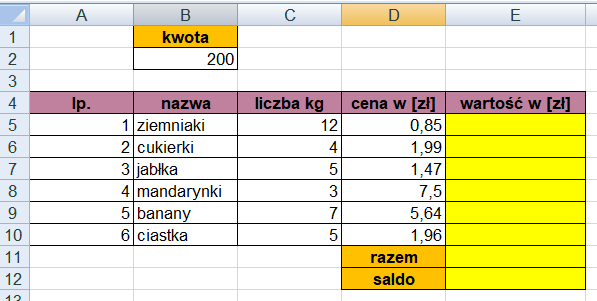 A B C D E
1 kwota
2 200
3
4 lp. nazwa liczba kg cena w [zł] wartość w [zł]
5 1 ziemniaki 12 0,85
6 2 cukierki 4 1,99
7 3 jabłka 5 1,47
8 4 mandarynki 3 7,5
9 5 banany 7 5,64
10 6 ciastka 5 1,96
11 razem
12 saldo
13